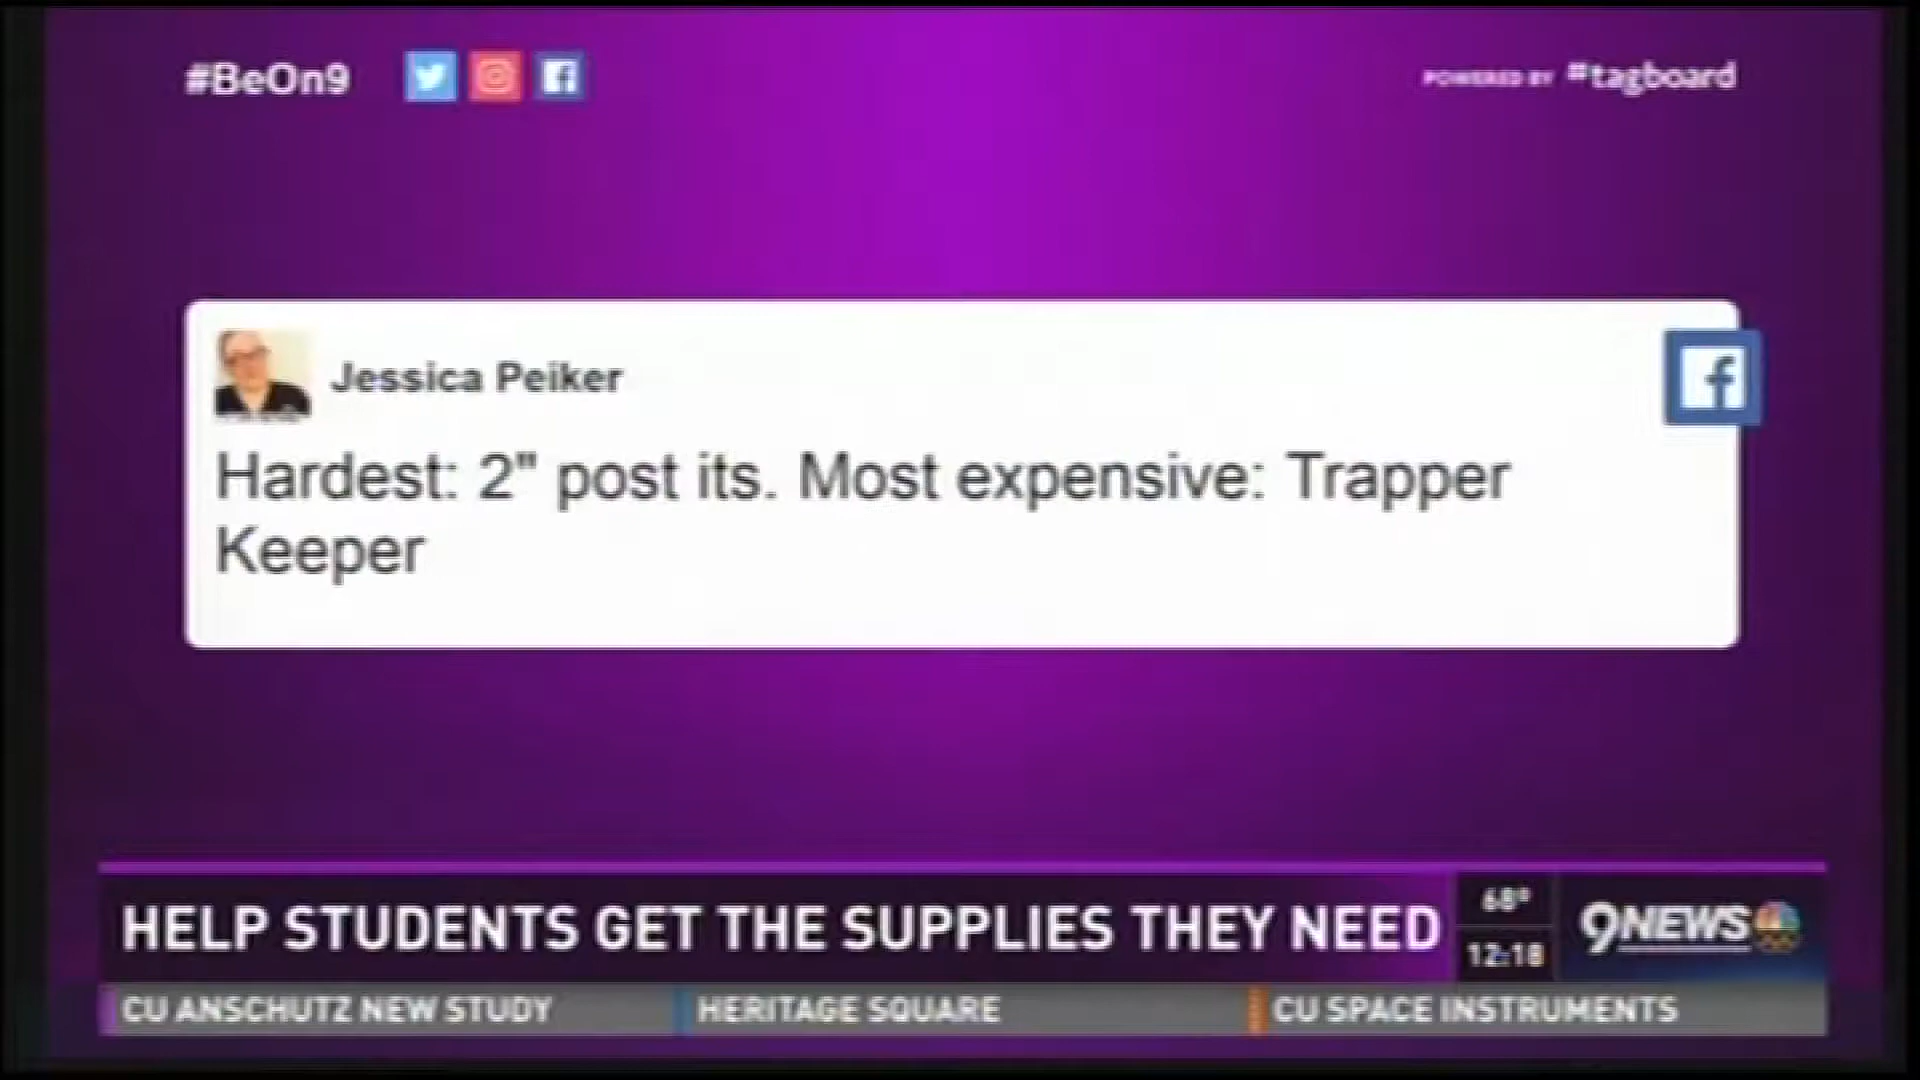 #BeOn9
POWERED BY #tagboard
Jessica Peiker
Hardest: 2" post its. Most expensive: Trapper
Keeper
HELP STUDENTS GET THE SUPPLIES THEY NEED
68°
12:18
9NEWS
CU ANSCHUTZ NEW STUDY
HERITAGE SQUARE
CU SPACE INSTRUMENTS